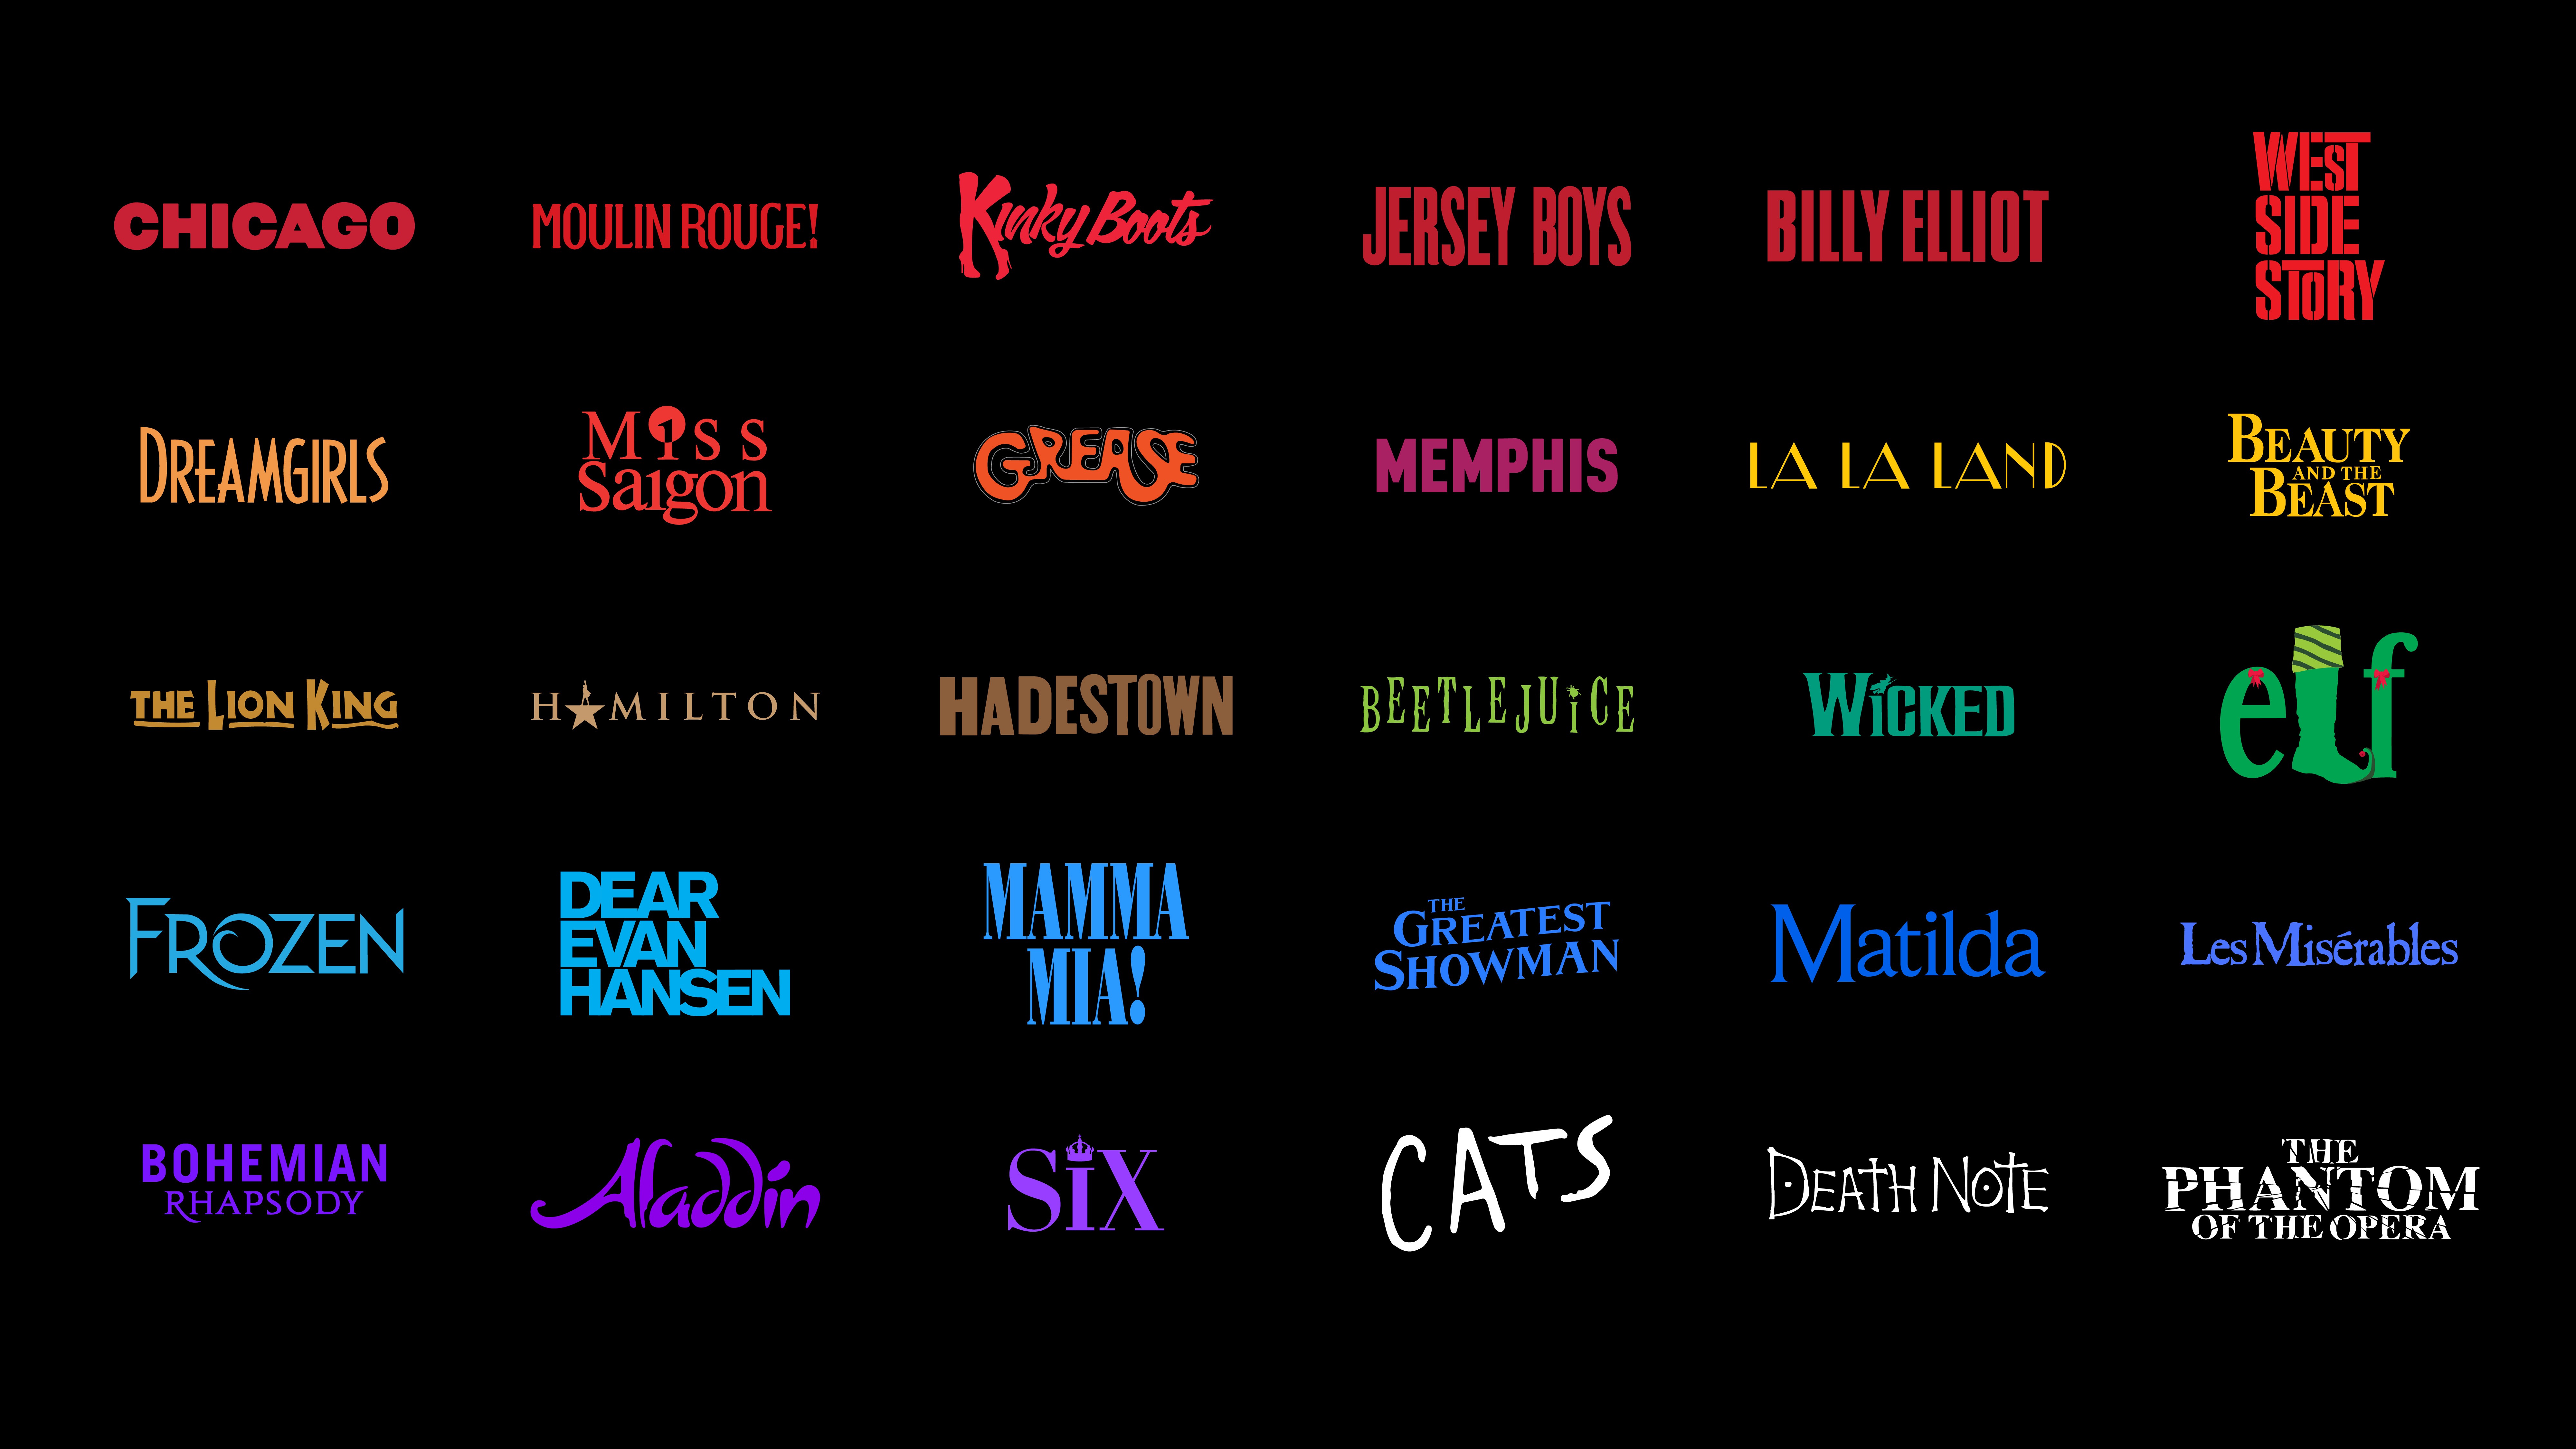 CHICAGO
MOULIN ROUGE!
Kinky Boots
JERSEY BOYS
BILLY ELLIOT
WEST
SIDE
STORY
DREAMGIRLS
Miss
Saigon
GREASE
MEMPHIS
LA LA LAND
BEAUTY
AND THE
BEAST
THE LION KING
HAMILTON
HADESTOWN
BEETLEJUiCE
WiCKED
elf
FROZEN
DEAR
EVAN
HANSEN
MAMMA
MIA!
THE
GREATEST
SHOWMAN
Matilda
Les Misérables
BOHEMIAN
RHAPSODY
Aladdin
SiX
CATS
DEATH NOTE
THE
PHANTOM
OF THE OPERA